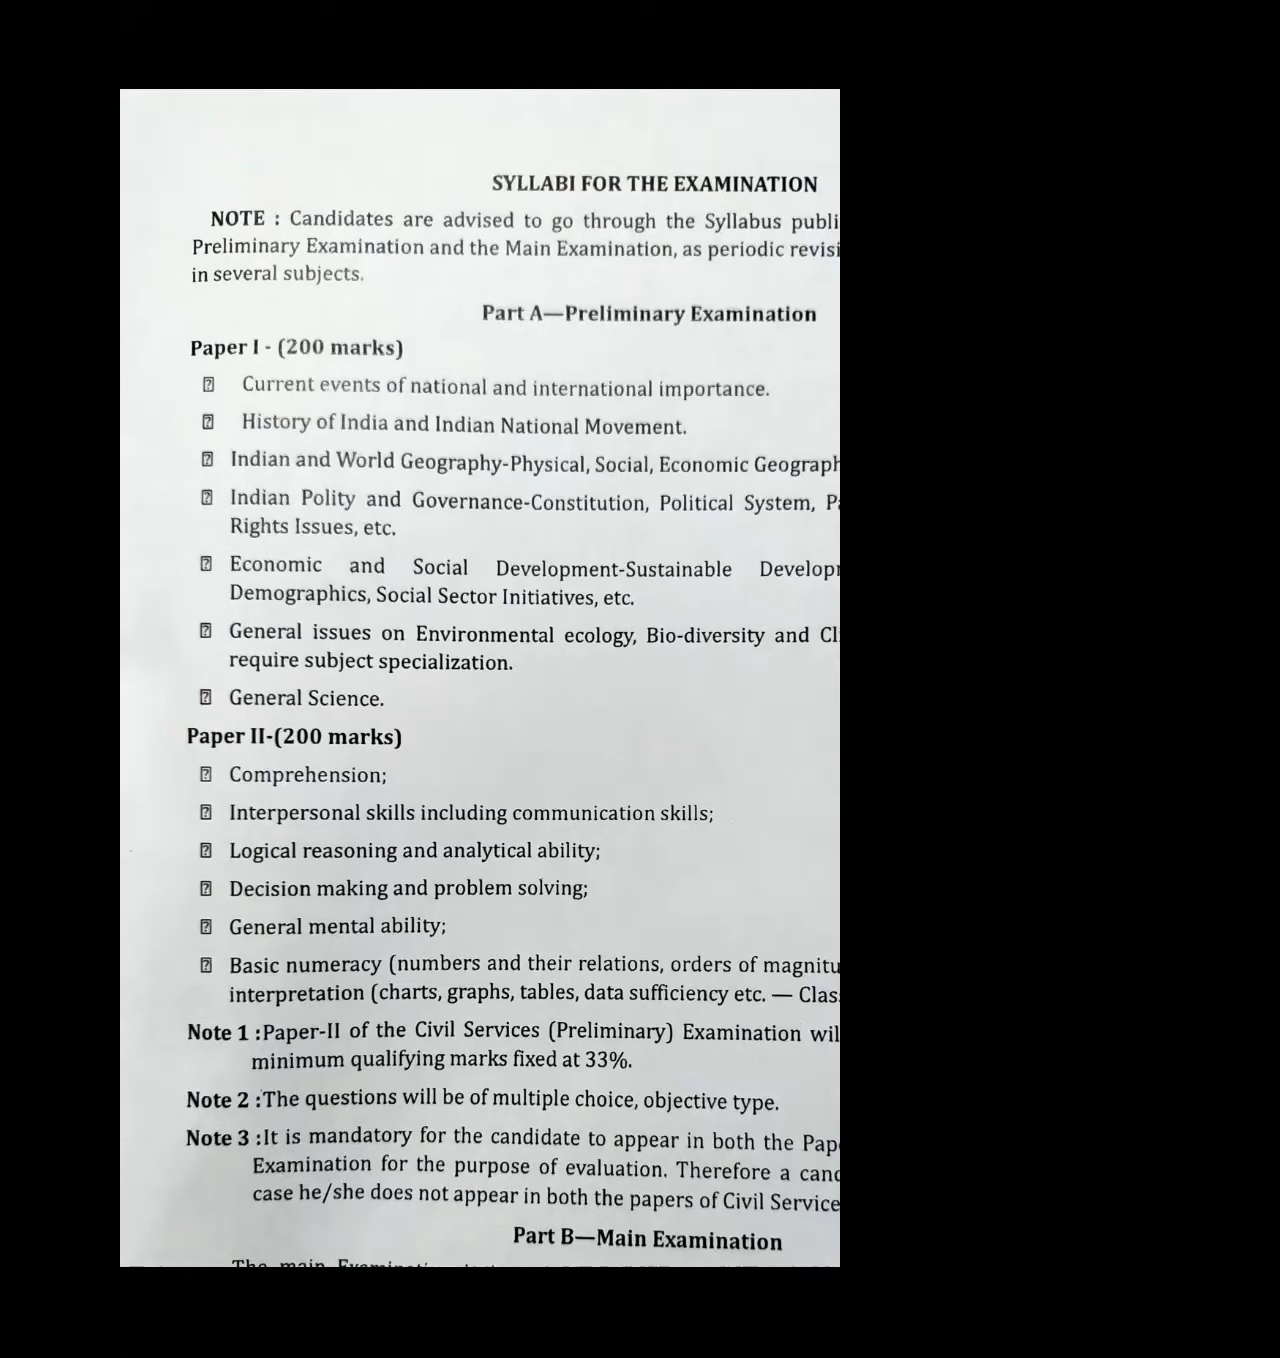 SYLLABI FOR THE EXAMINATION
NOTE : Candidates are advised to go through the Syllabus publi
Preliminary Examination and the Main Examination, as periodic revisi
in several subjects.
Part A—Preliminary Examination
Paper I - (200 marks)
Current events of national and international importance.
History of India and Indian National Movement.
Indian and World Geography-Physical, Social, Economic Geograph
Indian Polity and Governance-Constitution, Political System,
Rights Issues, etc.
Economic and Social Development-Sustainable Develop
Demographics, Social Sector Initiatives, etc.
General issues on Environmental ecology, Bio-diversity and
require subject specialization.
General Science.
Paper II-(200 marks)
Comprehension;
Interpersonal skills including communication skills;
Logical reasoning and analytical ability;
Decision making and problem solving;
General mental ability;
Basic numeracy (numbers and their relations, orders of magnitu
interpretation (charts, graphs, tables, data sufficiency etc. — Clas
Note 1 :Paper-II of the Civil Services (Preliminary) Examination wil
minimum qualifying marks fixed at 33%.
Note 2 :The questions will be of multiple choice, objective type.
Note 3 :It is mandatory for the candidate to appear in both the Pap
Examination for the purpose of evaluation. Therefore a cand
case he/she does not appear in both the papers of Civil Service
Part B—Main Examination
The main